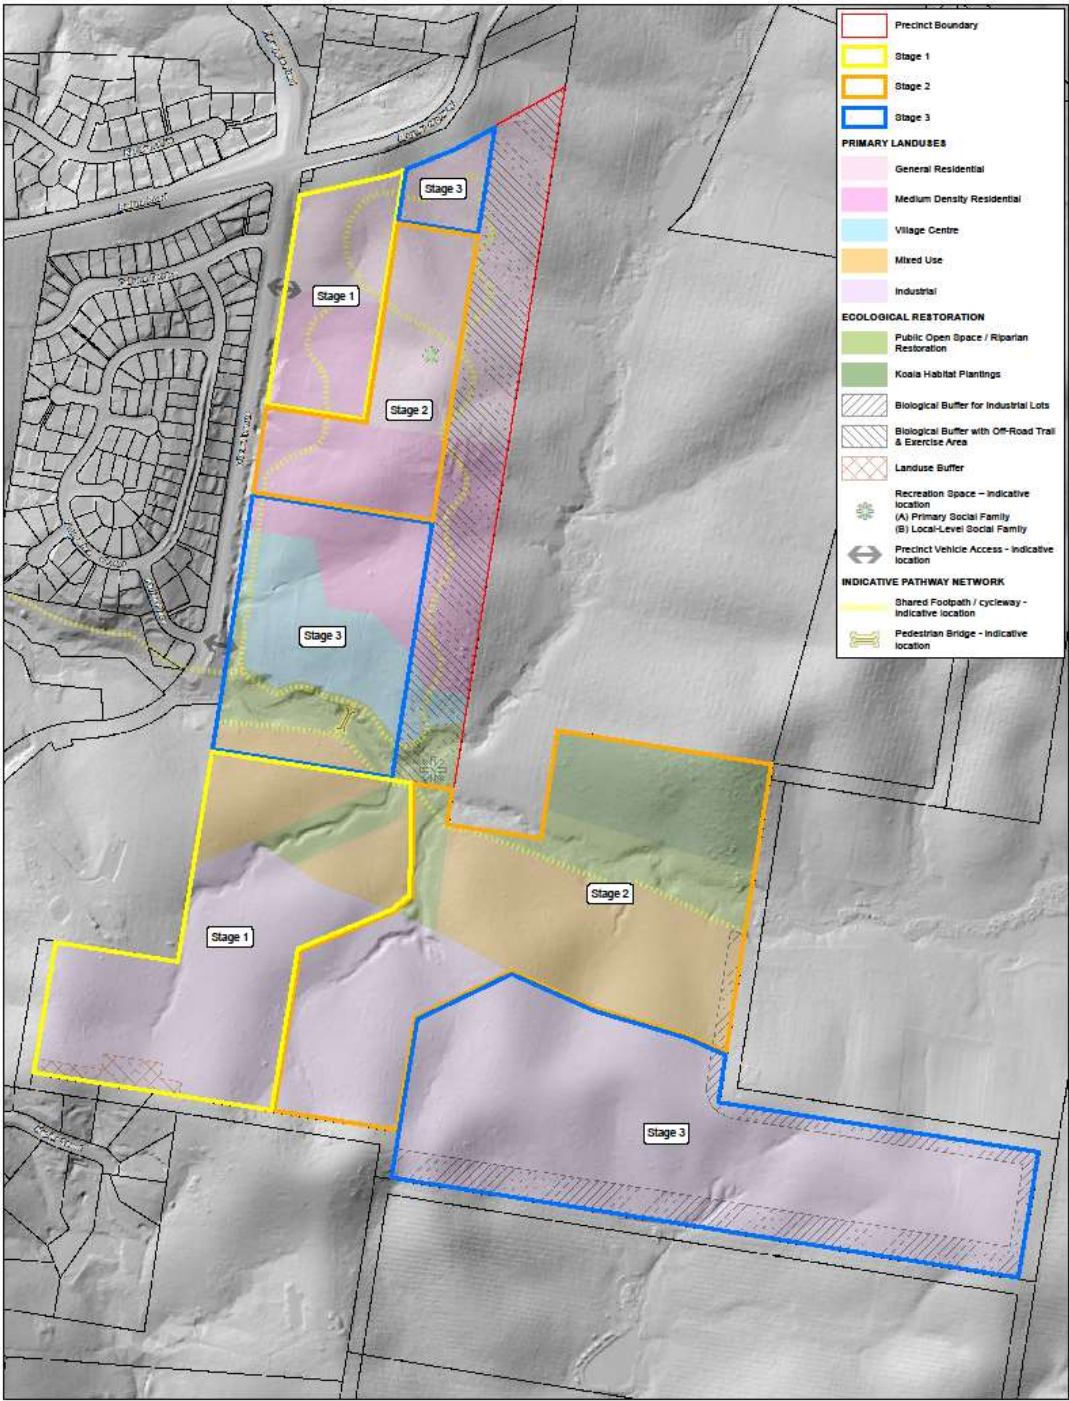 Precinct Boundary
Stage 1
Stage 2
Stage 3
PRIMARY LANDUSES
General Residential
Medium Density Residential
Village Centre
Mixed Use
Industrial
ECOLOGICAL RESTORATION
Public Open Space / Riparian
Restoration
Koala Habitat Plantings
Biological Buffer for Industrial Lots
Biological Buffer with Off-Road Trail
& Exercise Area
Landuse Buffer
Recreation Space – Indicative
location
(A) Primary Social Family
(B) Local-Level Social Family
Precinct Vehicle Access - Indicative
location
INDICATIVE PATHWAY NETWORK
Shared Footpath / cycleway -
Indicative location
Pedestrian Bridge - Indicative
location
Stage 3
Stage 1
Stage 2
Stage 3
Stage 2
Stage 1
Stage 3